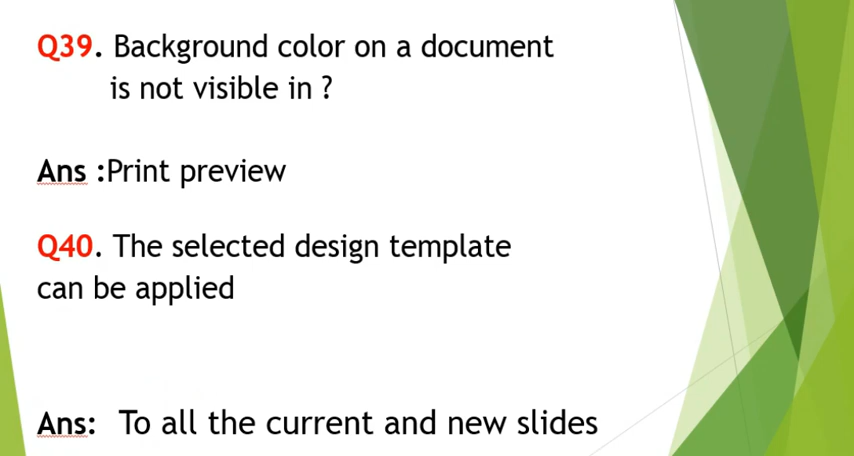 Q39. Background color on a document
is not visible in ?
Ans :Print preview
Q40. The selected design template
can be applied
Ans: To all the current and new slides